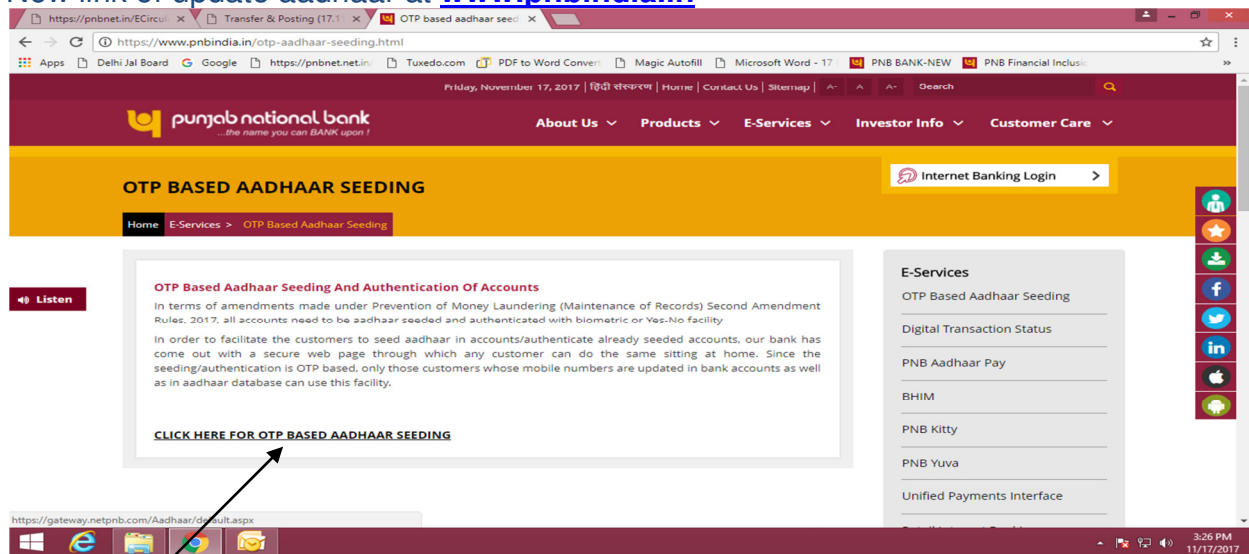 New link of update aadhaar at www.pnbindia.in
https://pnbnet.in/ECircul
Transfer & Posting (17.1
OTP based aadhaar seed
https://www.pnbindia.in/otp-aadhaar-seeding.html
Apps Delhi Jal Board Google https://pnbnet.net.in/ Tuxedo.com PDF to Word Convert Magic Autofill Microsoft Word - 17 PNB BANK-NEW PNB Financial Inclusio »
Friday, November 17, 2017 | हिंदी संस्करण | Home | Contact Us | Sitemap | A- A A- Search
punjab national bank
...the name you can BANK upon !
About Us Products E-Services Investor Info Customer Care
Internet Banking Login >
OTP BASED AADHAAR SEEDING
Home E-Services > OTP Based Aadhaar Seeding
Listen
OTP Based Aadhaar Seeding And Authentication Of Accounts
In terms of amendments made under Prevention of Money Laundering (Maintenance of Records) Second Amendment
Rules, 2017, all accounts need to be aadhaar seeded and authenticated with biometric or Yes-No facility
In order to facilitate the customers to seed aadhaar in accounts/authenticate already seeded accounts, our bank has
come out with a secure web page through which any customer can do the same sitting at home. Since the
seeding/authentication is OTP based, only those customers whose mobile numbers are updated in bank accounts as well
as in aadhaar database can use this facility.
CLICK HERE FOR OTP BASED AADHAAR SEEDING
E-Services
OTP Based Aadhaar Seeding
Digital Transaction Status
PNB Aadhaar Pay
BHIM
PNB Kitty
PNB Yuva
Unified Payments Interface
https://gateway.netpnb.com/Aadhaar/default.aspx
3:26 PM
11/17/2017